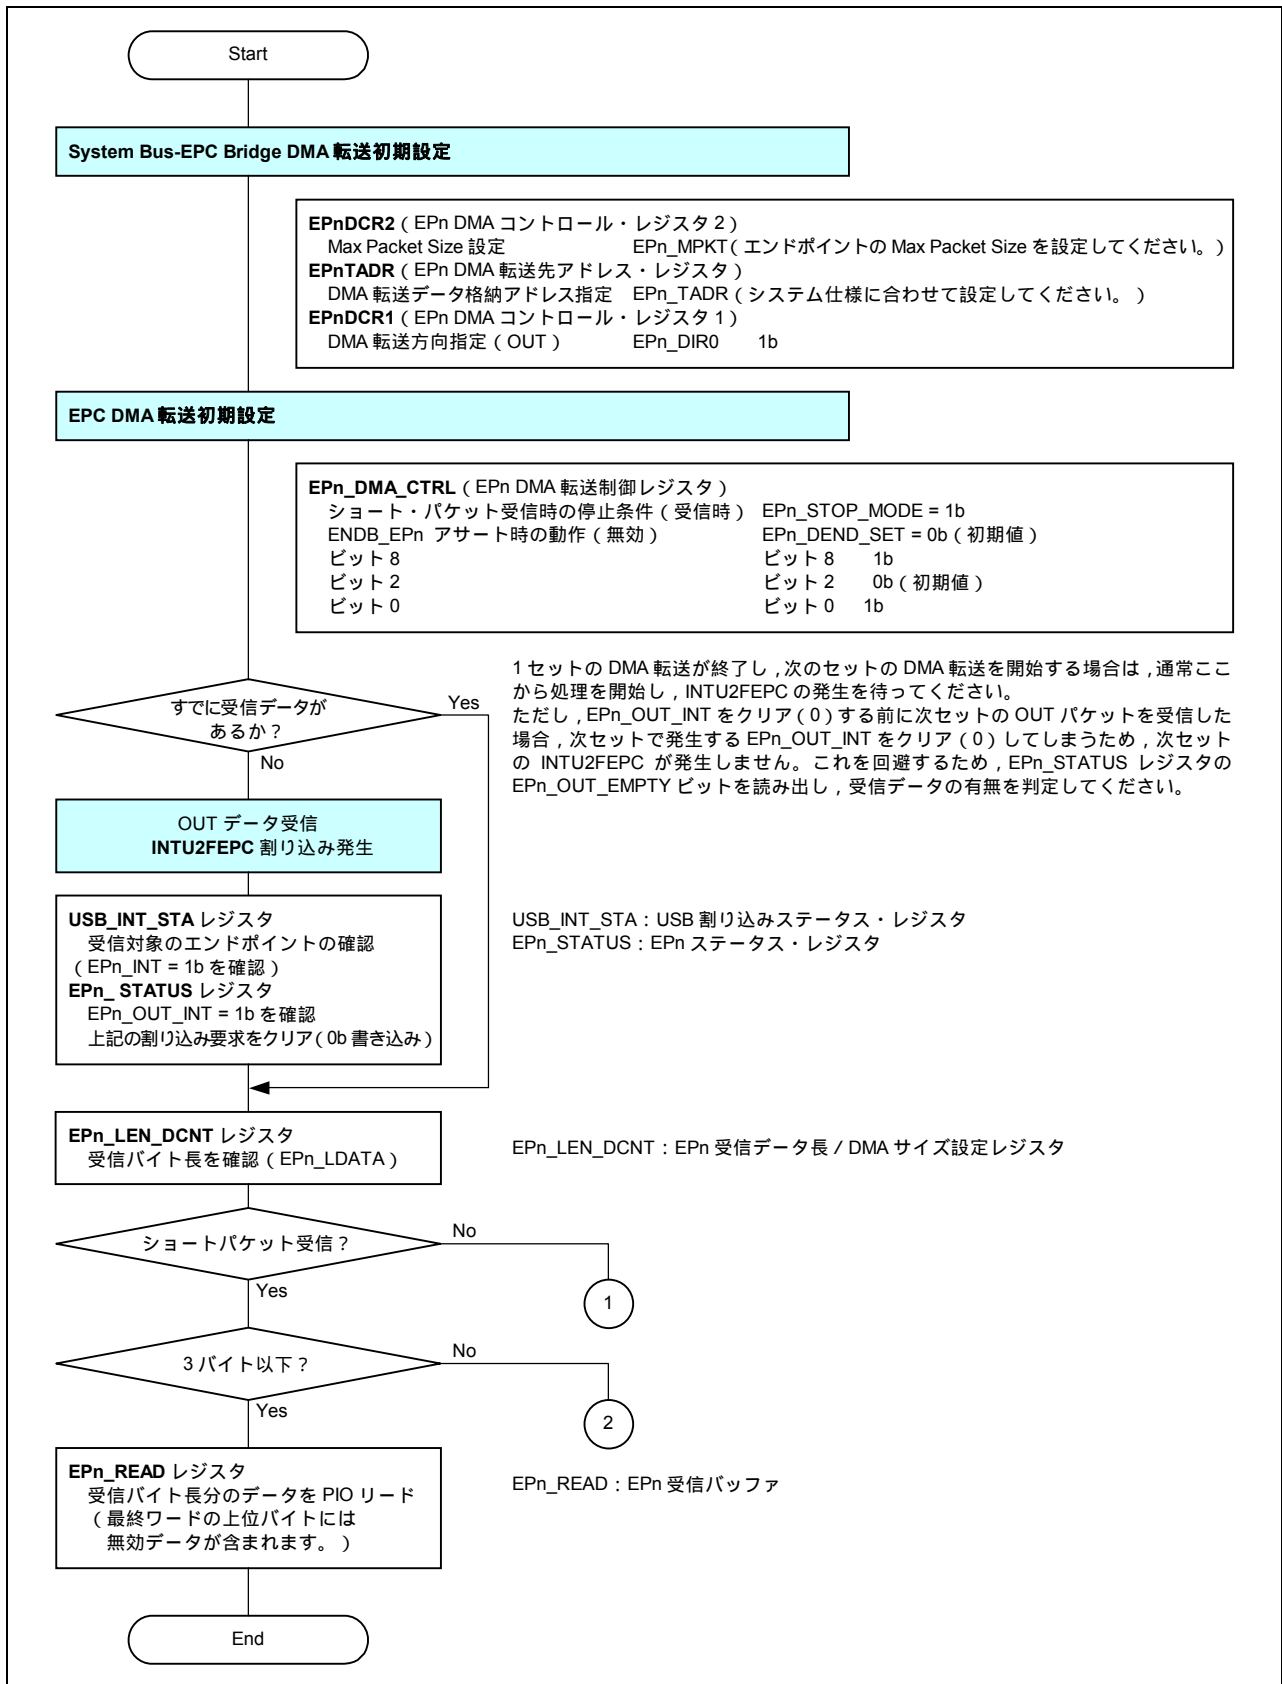 Start
System Bus-EPC Bridge DMA 転送初期設定
EPnDCR2（EPn DMA コントロール・レジスタ 2）
Max Packet Size 設定 EPn_MPKT（エンドポイントの Max Packet Size を設定してください。）
EPnTADR（EPn DMA 転送先アドレス・レジスタ）
DMA 転送データ格納アドレス指定 EPn_TADR（システム仕様に合わせて設定してください。）
EPnDCR1（EPn DMA コントロール・レジスタ 1）
DMA 転送方向指定（OUT） EPn_DIR0 1b
EPC DMA 転送初期設定
EPn_DMA_CTRL（EPn DMA 転送制御レジスタ）
ショート・パケット受信時の停止条件（受信時） EPn_STOP_MODE = 1b
ENDB_EPn アサート時の動作（無効） EPn_DEND_SET = 0b（初期値）
ビット 8 ビット 8 1b
ビット 2 ビット 2 0b（初期値）
ビット 0 ビット 0 1b
1 セットの DMA 転送が終了し，次のセットの DMA 転送を開始する場合は，通常ここ
から処理を開始し，INTU2FEPC の発生を待ってください。
ただし，EPn_OUT_INT をクリア（0）する前に次セットの OUT パケットを受信した
場合，次セットで発生する EPn_OUT_INT をクリア（0）してしまうため，次セット
の INTU2FEPC が発生しません。これを回避するため，EPn_STATUS レジスタの
EPn_OUT_EMPTY ビットを読み出し，受信データの有無を判定してください。
すでに受信データが
あるか？
Yes
No
OUT データ受信
INTU2FEPC 割り込み発生
USB_INT_STA レジスタ
受信対象のエンドポイントの確認
（EPn_INT = 1b を確認）
EPn_ STATUS レジスタ
EPn_OUT_INT = 1b を確認
上記の割り込み要求をクリア（0b 書き込み）
USB_INT_STA：USB 割り込みステータス・レジスタ
EPn_STATUS：EPn ステータス・レジスタ
EPn_LEN_DCNT レジスタ
受信バイト長を確認（EPn_LDATA）
EPn_LEN_DCNT：EPn 受信データ長 / DMA サイズ設定レジスタ
ショートパケット受信？
No
1
Yes
3 バイト以下？
No
2
Yes
EPn_READ レジスタ
受信バイト長分のデータを PIO リード
（最終ワードの上位バイトには
無効データが含まれます。）
EPn_READ：EPn 受信バッファ
End